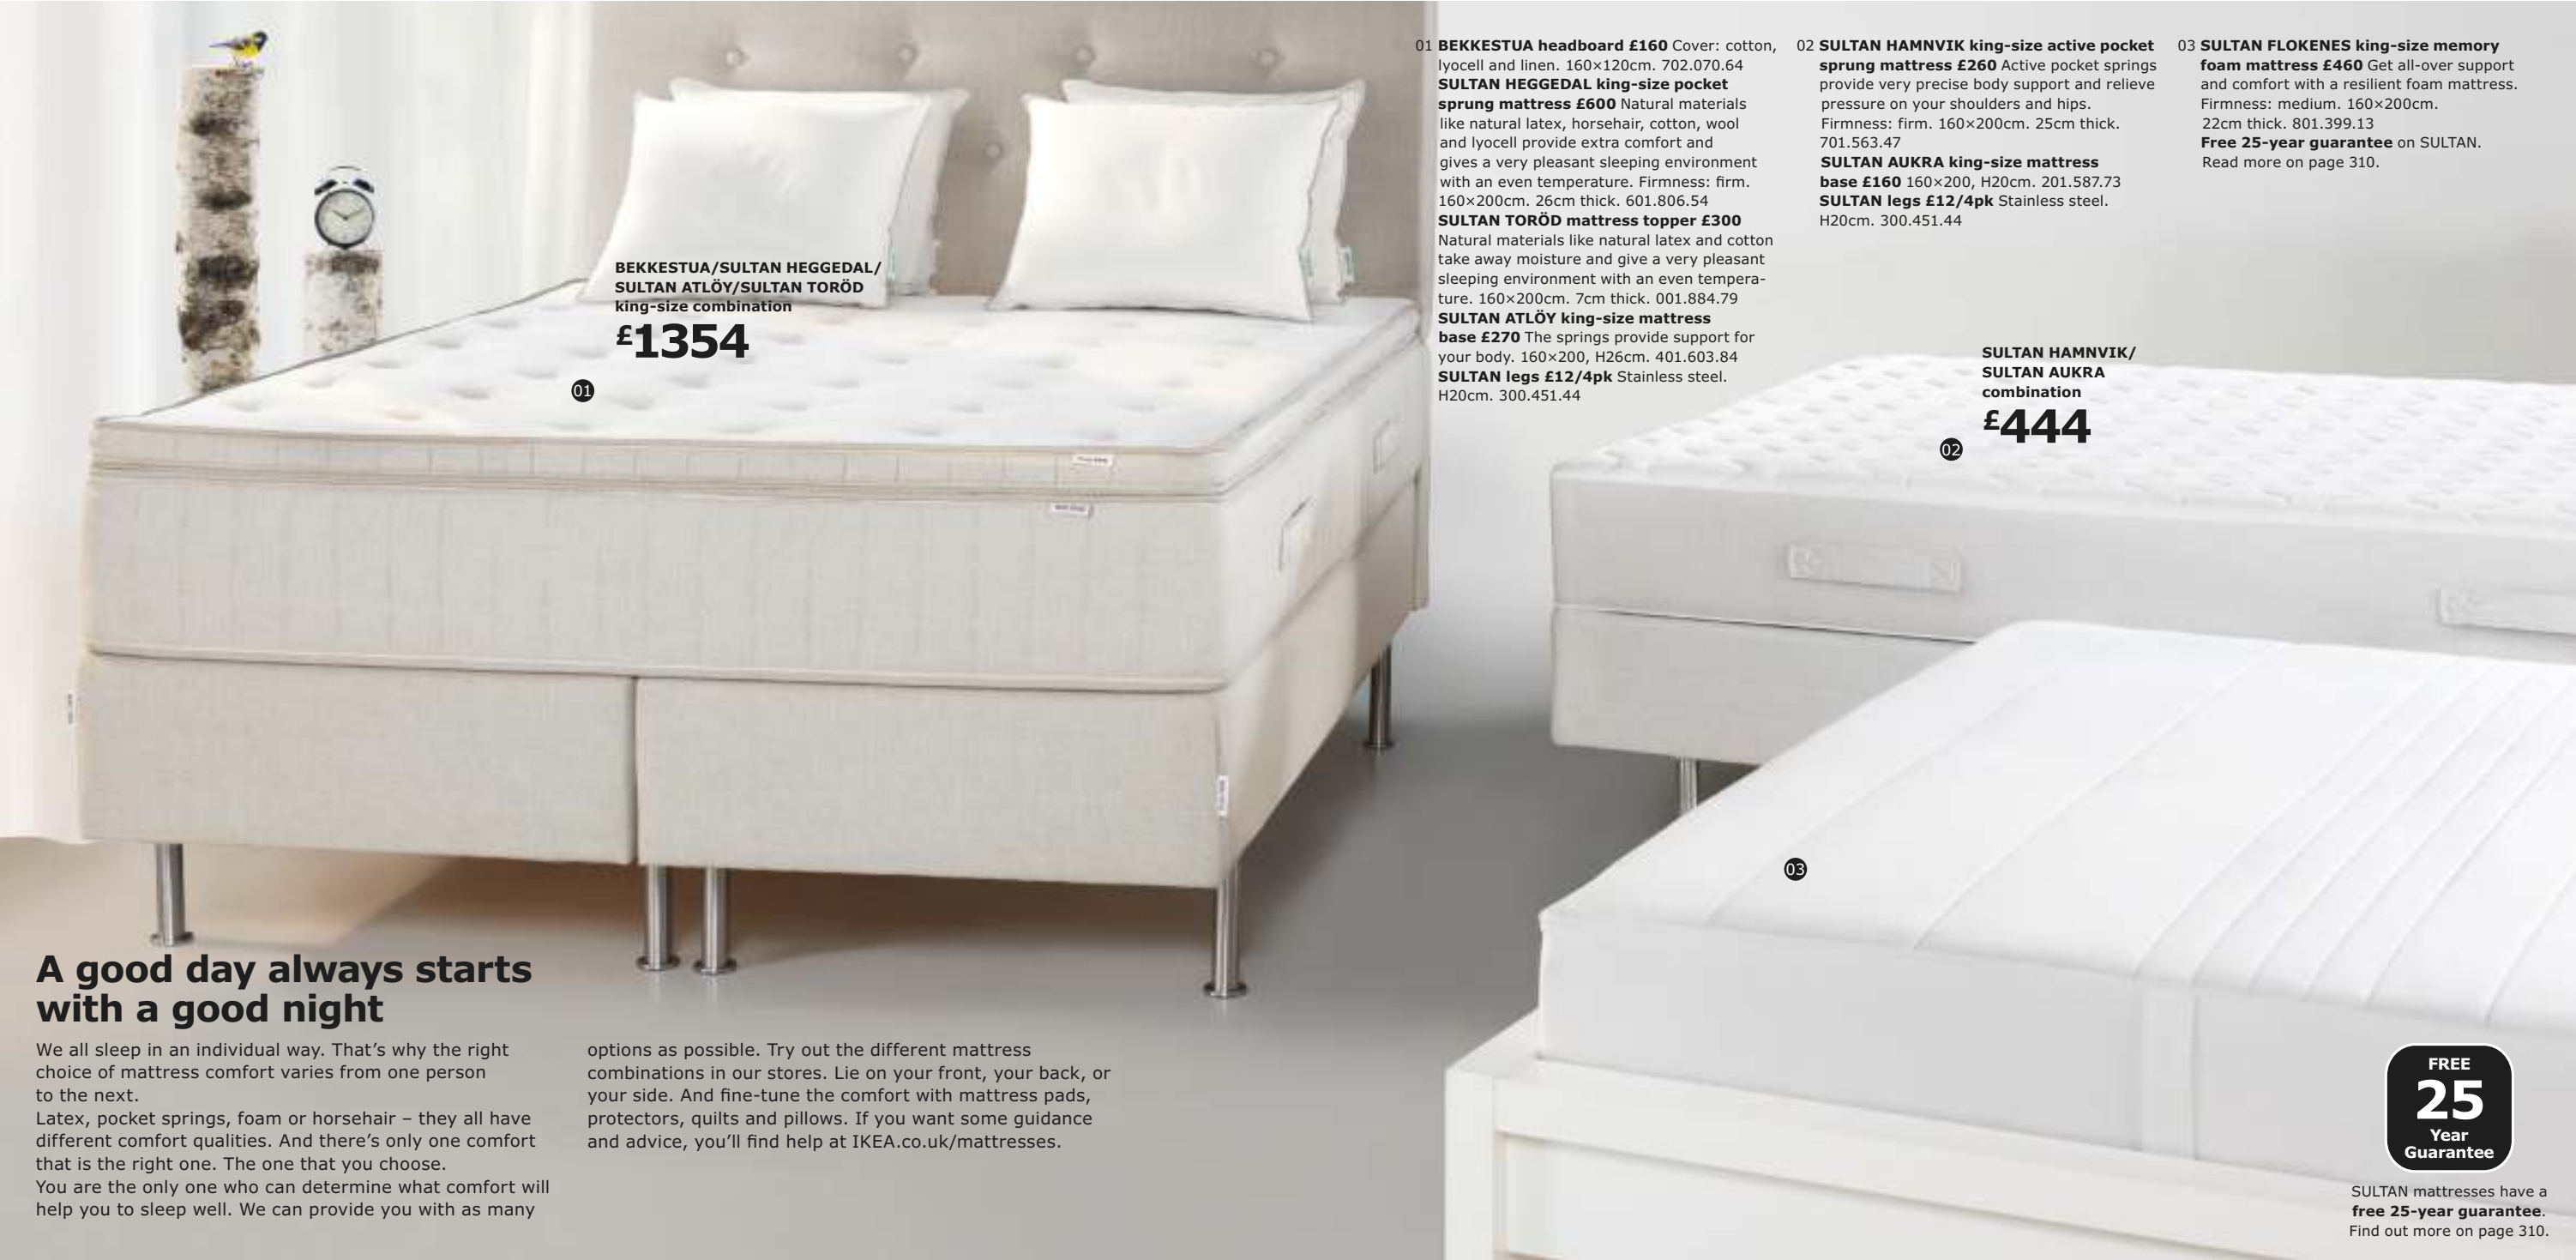 01 BEKKESTUA headboard £160 Cover: cotton,
lyocell and linen. 160×120cm. 702.070.64
SULTAN HEGGEDAL king-size pocket
sprung mattress £600 Natural materials
like natural latex, horsehair, cotton, wool
and lyocell provide extra comfort and
gives a very pleasant sleeping environment
with an even temperature. Firmness: firm.
160×200cm. 26cm thick. 601.806.54
SULTAN TORÖD mattress topper £300
Natural materials like natural latex and cotton
take away moisture and give a very pleasant
sleeping environment with an even tempera-
ture. 160×200cm. 7cm thick. 001.884.79
SULTAN ATLÖY king-size mattress
base £270 The springs provide support for
your body. 160×200, H26cm. 401.603.84
SULTAN legs £12/4pk Stainless steel.
H20cm. 300.451.44
02 SULTAN HAMNVIK king-size active pocket
sprung mattress £260 Active pocket springs
provide very precise body support and relieve
pressure on your shoulders and hips.
Firmness: firm. 160×200cm. 25cm thick.
701.563.47
SULTAN AUKRA king-size mattress
base £160 160×200, H20cm. 201.587.73
SULTAN legs £12/4pk Stainless steel.
H20cm. 300.451.44
03 SULTAN FLOKENES king-size memory
foam mattress £460 Get all-over support
and comfort with a resilient foam mattress.
Firmness: medium. 160×200cm.
22cm thick. 801.399.13
Free 25-year guarantee on SULTAN.
Read more on page 310.
BEKKESTUA/SULTAN HEGGEDAL/
SULTAN ATLÖY/SULTAN TORÖD
king-size combination
£1354
01
SULTAN HAMNVIK/
SULTAN AUKRA
combination
£444
02
03
A good day always starts
with a good night
We all sleep in an individual way. That’s why the right
choice of mattress comfort varies from one person
to the next.
Latex, pocket springs, foam or horsehair – they all have
different comfort qualities. And there’s only one comfort
that is the right one. The one that you choose.
You are the only one who can determine what comfort will
help you to sleep well. We can provide you with as many
options as possible. Try out the different mattress
combinations in our stores. Lie on your front, your back, or
your side. And fine-tune the comfort with mattress pads,
protectors, quilts and pillows. If you want some guidance
and advice, you’ll find help at IKEA.co.uk/mattresses.
FREE
25
Year
Guarantee
SULTAN mattresses have a
free 25-year guarantee.
Find out more on page 310.